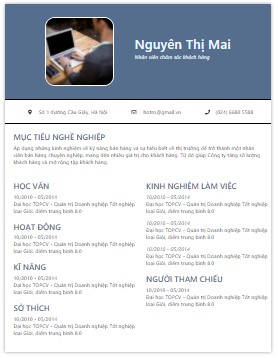 Nguyễn Thị Mai
Nhân viên chăm sóc khách hàng
Số 1 đường Cầu Giấy, Hà Nội
hotro@gmail.vn
(024) 6680 5588
MỤC TIÊU NGHỀ NGHIỆP
Áp dụng những kinh nghiệm về kỹ năng bán hàng và sự hiểu biết về thị trường để trở thành một nhân
viên bán hàng chuyên nghiệp, mang đến nhiều giá trị cho khách hàng. Từ đó giúp Công ty tăng số lượng
khách hàng và mở rộng tập khách hàng.
HỌC VẤN
10/2010 - 05/2014
Đại học TOPCV - Quản trị Doanh nghiệp Tốt nghiệp
loại Giỏi, điểm trung bình 8.0
HOẠT ĐỘNG
10/2010 - 05/2014
Đại học TOPCV - Quản trị Doanh nghiệp Tốt nghiệp
loại Giỏi, điểm trung bình 8.0
KĨ NĂNG
10/2010 - 05/2014
Đại học TOPCV - Quản trị Doanh nghiệp Tốt nghiệp
loại Giỏi, điểm trung bình 8.0
SỞ THÍCH
10/2010 - 05/2014
Đại học TOPCV - Quản trị Doanh nghiệp Tốt nghiệp
loại Giỏi, điểm trung bình 8.0
KINH NGHIỆM LÀM VIỆC
10/2010 - 05/2014
Đại học TOPCV - Quản trị Doanh nghiệp Tốt nghiệp
loại Giỏi, điểm trung bình 8.0
10/2010 - 05/2014
Đại học TOPCV - Quản trị Doanh nghiệp Tốt nghiệp
loại Giỏi, điểm trung bình 8.0
10/2010 - 05/2014
Đại học TOPCV - Quản trị Doanh nghiệp Tốt nghiệp
loại Giỏi, điểm trung bình 8.0
NGƯỜI THAM CHIẾU
10/2010 - 05/2014
Đại học TOPCV - Quản trị Doanh nghiệp Tốt nghiệp
loại Giỏi, điểm trung bình 8.0